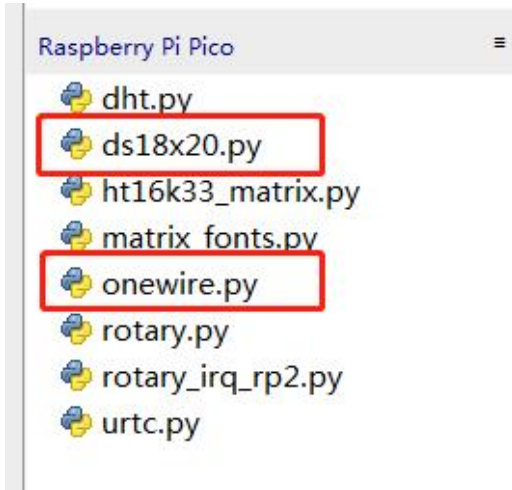 Raspberry Pi Pico
dht.py
ds18x20.py
ht16k33_matrix.py
matrix_fonts.py
onewire.py
rotary.py
rotary_irq_rp2.py
urtc.py